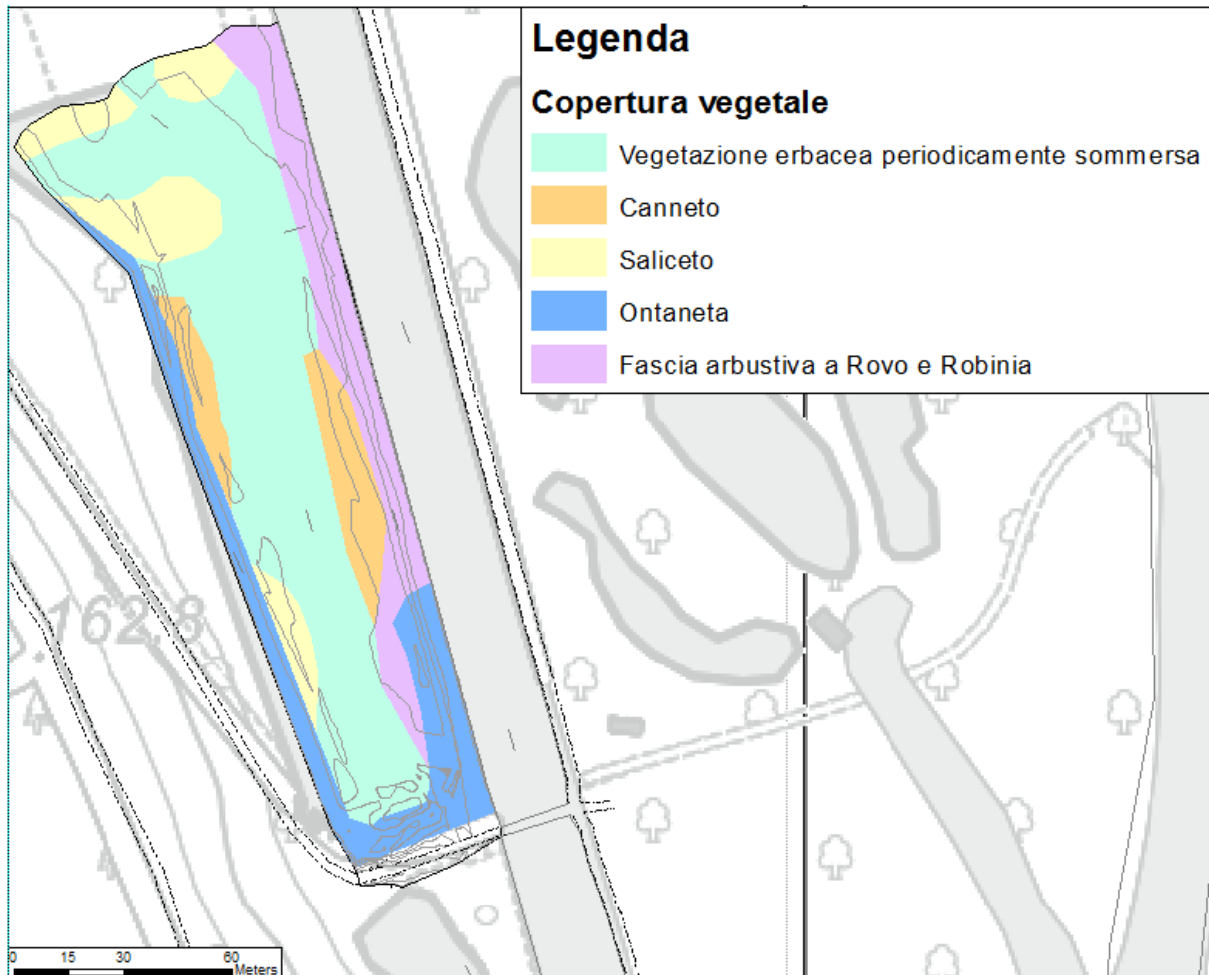 Legenda
Copertura vegetale
Vegetazione erbacea periodicamente sommersa
Canneto
Saliceto
Ontaneta
Fascia arbustiva a Rovo e Robinia
162,8
0 15 30 60
Meters